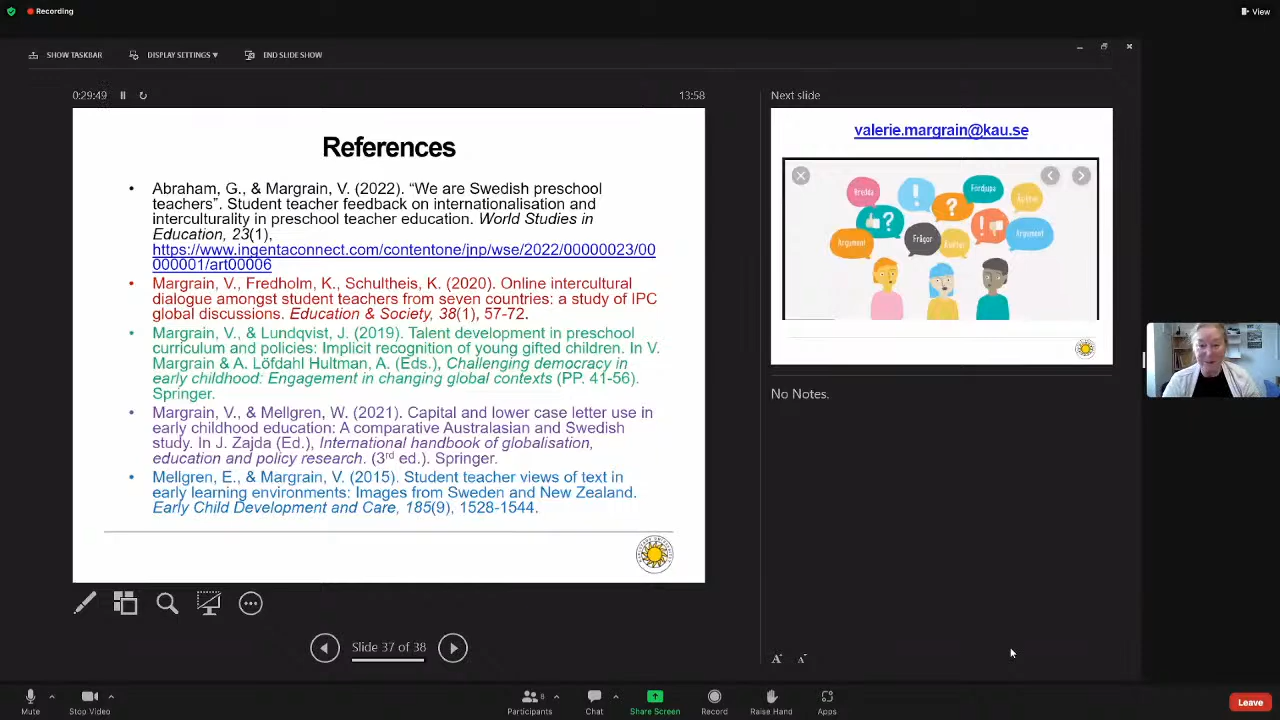 Recording
View
SHOW TASKBAR
DISPLAY SETTINGS ▾
END SLIDE SHOW
0:29:49
13:58
References
• Abraham, G., & Margrain, V. (2022). “We are Swedish preschool
teachers”. Student teacher feedback on internationalisation and
interculturality in preschool teacher education. World Studies in
Education, 23(1),
https://www.ingentaconnect.com/contentone/jnp/wse/2022/00000023/00
000001/art00006
• Margrain, V., Fredholm, K., Schultheis, K. (2020). Online intercultural
dialogue amongst student teachers from seven countries: a study of IPC
global discussions. Education & Society, 38(1), 57-72.
• Margrain, V., & Lundqvist, J. (2019). Talent development in preschool
curriculum and policies: Implicit recognition of young gifted children. In V.
Margrain & A. Löfdahl Hultman, A. (Eds.), Challenging democracy in
early childhood: Engagement in changing global contexts (PP. 41-56).
Springer.
• Margrain, V., & Mellgren, W. (2021). Capital and lower case letter use in
early childhood education: A comparative Australasian and Swedish
study. In J. Zajda (Ed.), International handbook of globalisation,
education and policy research. (3rd ed.). Springer.
• Mellgren, E., & Margrain, V. (2015). Student teacher views of text in
early learning environments: Images from Sweden and New Zealand.
Early Child Development and Care, 185(9), 1528-1544.
Slide 37 of 38
Next slide
valerie.margrain@kau.se
Bredda
!
Fördjupa
?
Åsikter
?
!
Argument
Frågor
Åsikter
Argument
No Notes.
A A
Mute
Stop Video
Participants
8
Chat
Share Screen
Record
Raise Hand
Apps
Leave